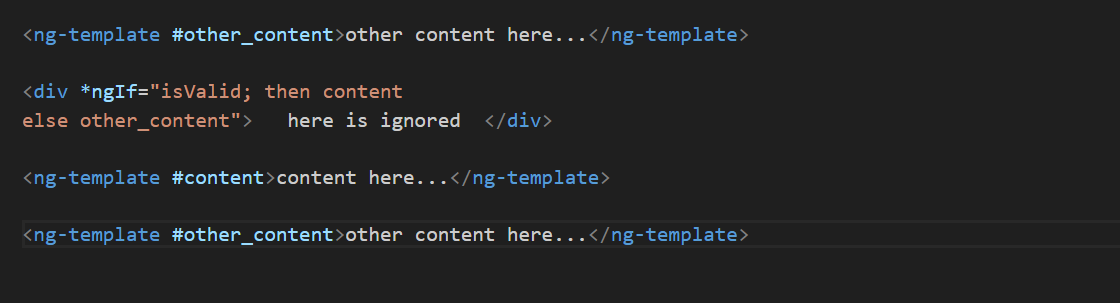 <ng-template #other_content>other content here...</ng-template>
<div *ngIf="isValid; then content
else other_content">   here is ignored  </div>
<ng-template #content>content here...</ng-template>
<ng-template #other_content>other content here...</ng-template>